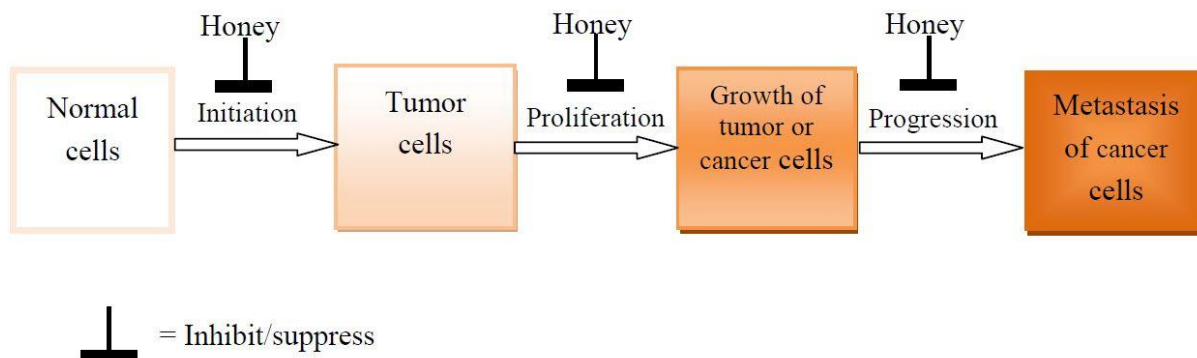 Honey
Honey
Honey
Normal
cells
Initiation
Tumor
cells
Proliferation
Growth of
tumor or
cancer cells
Progression
Metastasis
of cancer
cells
= Inhibit/suppress